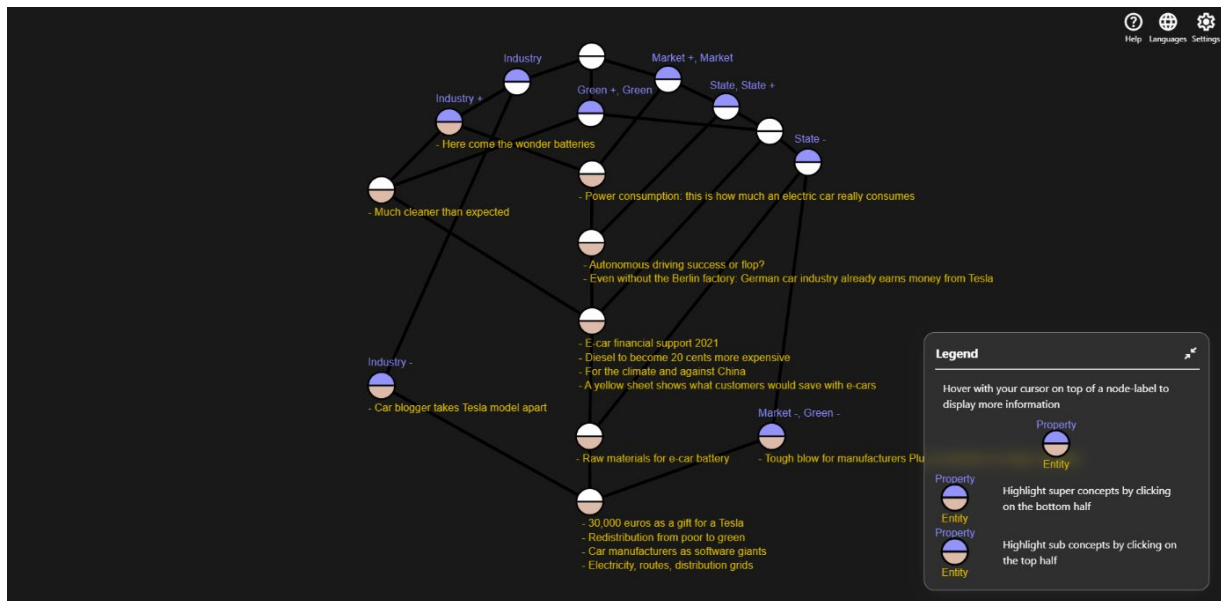 Help Languages Settings
Industry
Market +, Market
Industry +
Green +, Green
State, State +
State -
- Here come the wonder batteries
- Much cleaner than expected
- Power consumption: this is how much an electric car really consumes
- Autonomous driving success or flop?
- Even without the Berlin factory: German car industry already earns money from Tesla
- E-car financial support 2021
- Diesel to become 20 cents more expensive
- For the climate and against China
- A yellow sheet shows what customers would save with e-cars
Industry -
- Car blogger takes Tesla model apart
Market -, Green -
- Raw materials for e-car battery
- Tough blow for manufacturers Plu
- 30,000 euros as a gift for a Tesla
- Redistribution from poor to green
- Car manufacturers as software giants
- Electricity, routes, distribution grids
Legend
Hover with your cursor on top of a node-label to
display more information
Property
Entity
Property
Highlight super concepts by clicking
on the bottom half
Entity
Property
Highlight sub concepts by clicking on
the top half
Entity